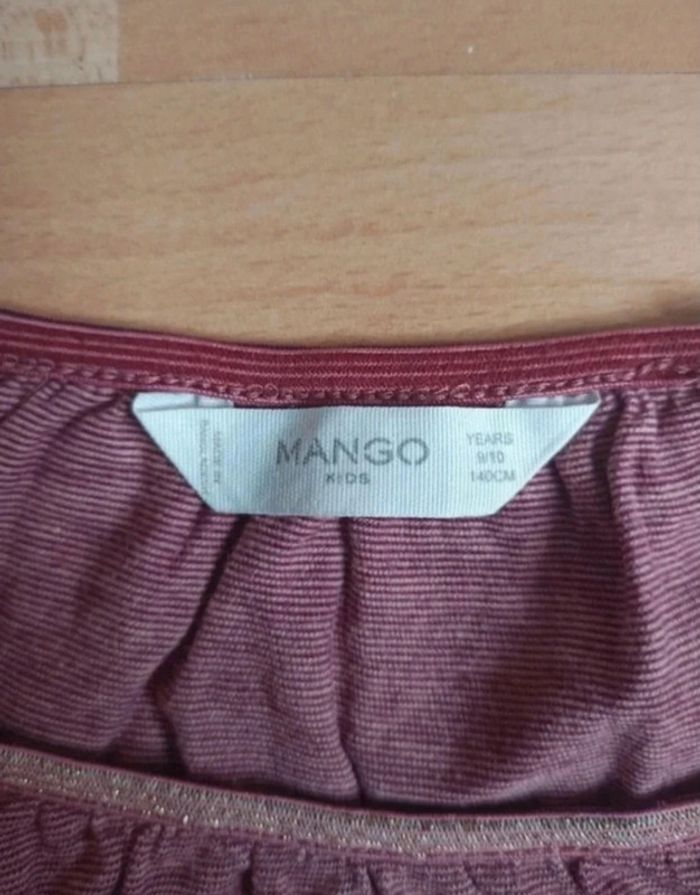 MANGO
KIDS
YEARS
9/10
140CM